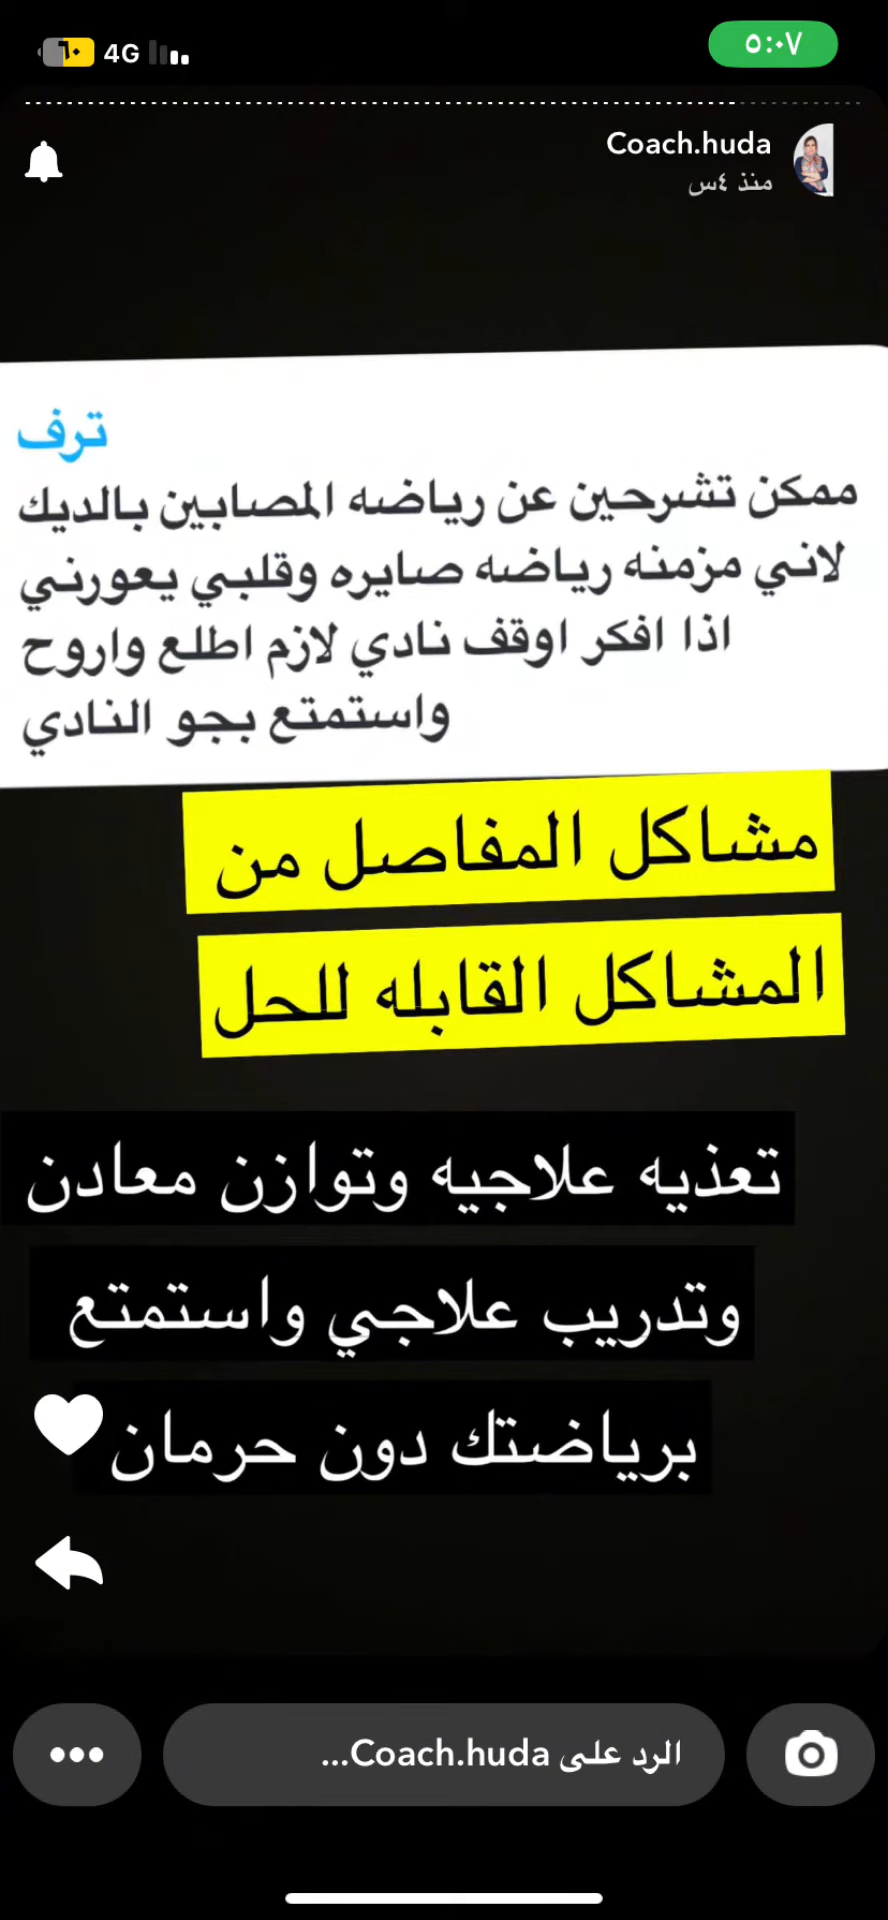 ٦٠ 4G ٥:٠٧
Coach.huda
منذ ٤س
ترف
ممكن تشرحين عن رياضه المصابين بالديك
لاني مزمنه رياضه صايره وقلبي يعورني
اذا افكر اوقف نادي لازم اطلع واروح
واستمتع بجو النادي
مشاكل المفاصل من
المشاكل القابله للحل
تعذيه علاجيه وتوازن معادن
وتدريب علاجي واستمتع
برياضتك دون حرمان
الرد على Coach.huda...